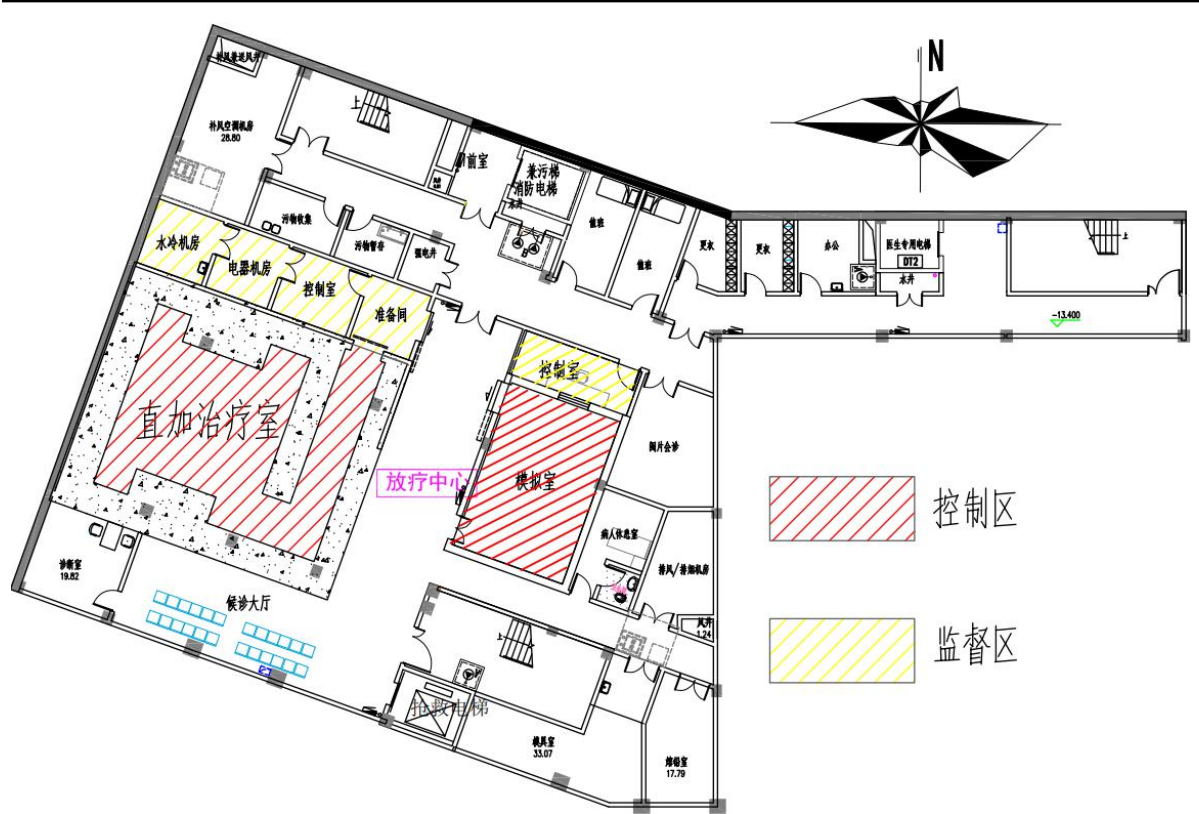 N
补风兼送风井
上
补风空调机房
28.80
前室
兼污梯
消防电梯
水井
污物收集
污物暂存
强电井
值班
值班
更衣
更衣
办公
医生专用电梯
DT2
水井
上
-13.400
水冷机房
电器机房
控制室
准备间
控制室
直加治疗室
放疗中心
模拟室
阅片会诊
控制区
病人休息室
排风/排烟机房
诊断室
19.82
候诊大厅
风井
1.24
监督区
上
抢救电梯
模具室
33.07
熔铅室
17.79